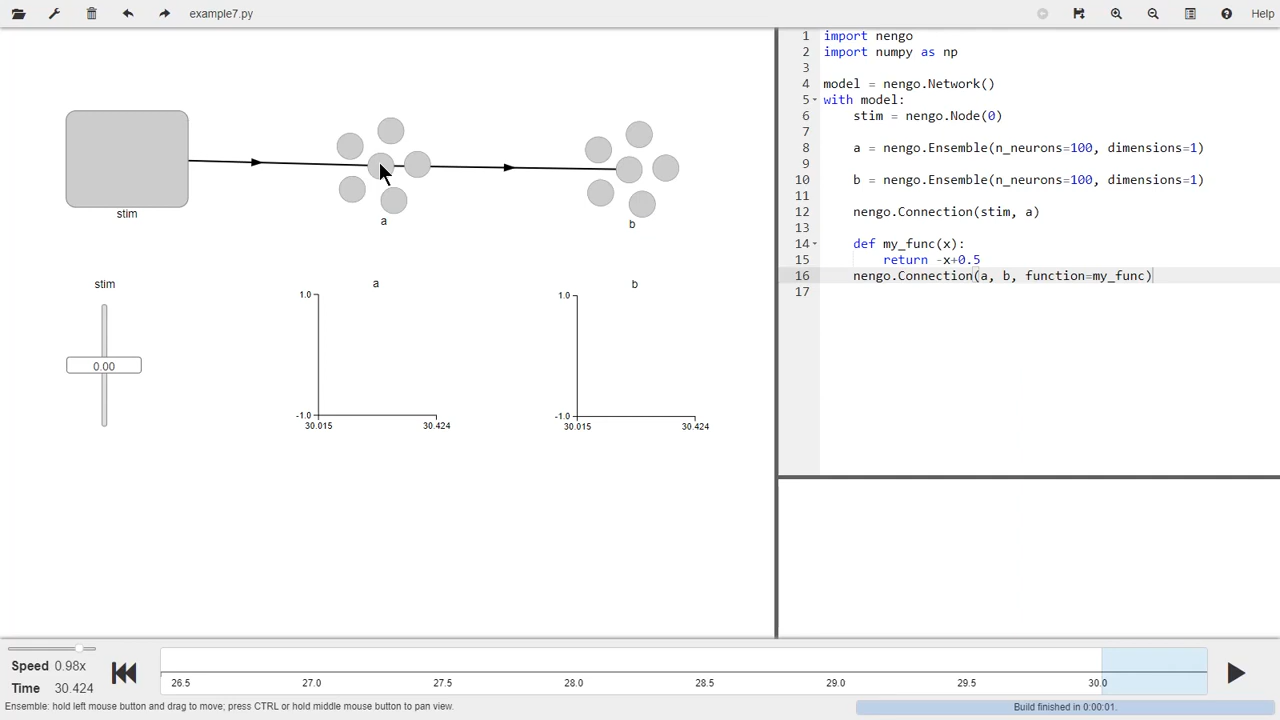 example7.py
Help
stim
a
b
stim
0.00
a
1.0
-1.0
30.015
30.424
b
1.0
-1.0
30.015
30.424
1 import nengo
2 import numpy as np
3
4 model = nengo.Network()
5 with model:
6 stim = nengo.Node(0)
7
8 a = nengo.Ensemble(n_neurons=100, dimensions=1)
9
10 b = nengo.Ensemble(n_neurons=100, dimensions=1)
11
12 nengo.Connection(stim, a)
13
14 def my_func(x):
15 return -x+0.5
16 nengo.Connection(a, b, function=my_func)
17
Speed 0.98x
Time 30.424
26.5 27.0 27.5 28.0 28.5 29.0 29.5 30.0
Ensemble: hold left mouse button and drag to move; press CTRL or hold middle mouse button to pan view.
Build finished in 0:00:01.